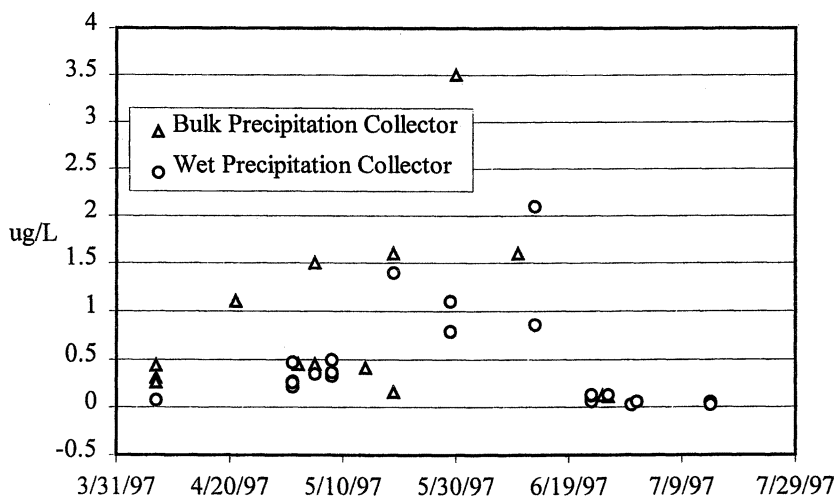 4
3.5
3
2.5
2
1.5
1
0.5
0
-0.5
ug/L
Bulk Precipitation Collector
Wet Precipitation Collector
3/31/97 4/20/97 5/10/97 5/30/97 6/19/97 7/9/97 7/29/97